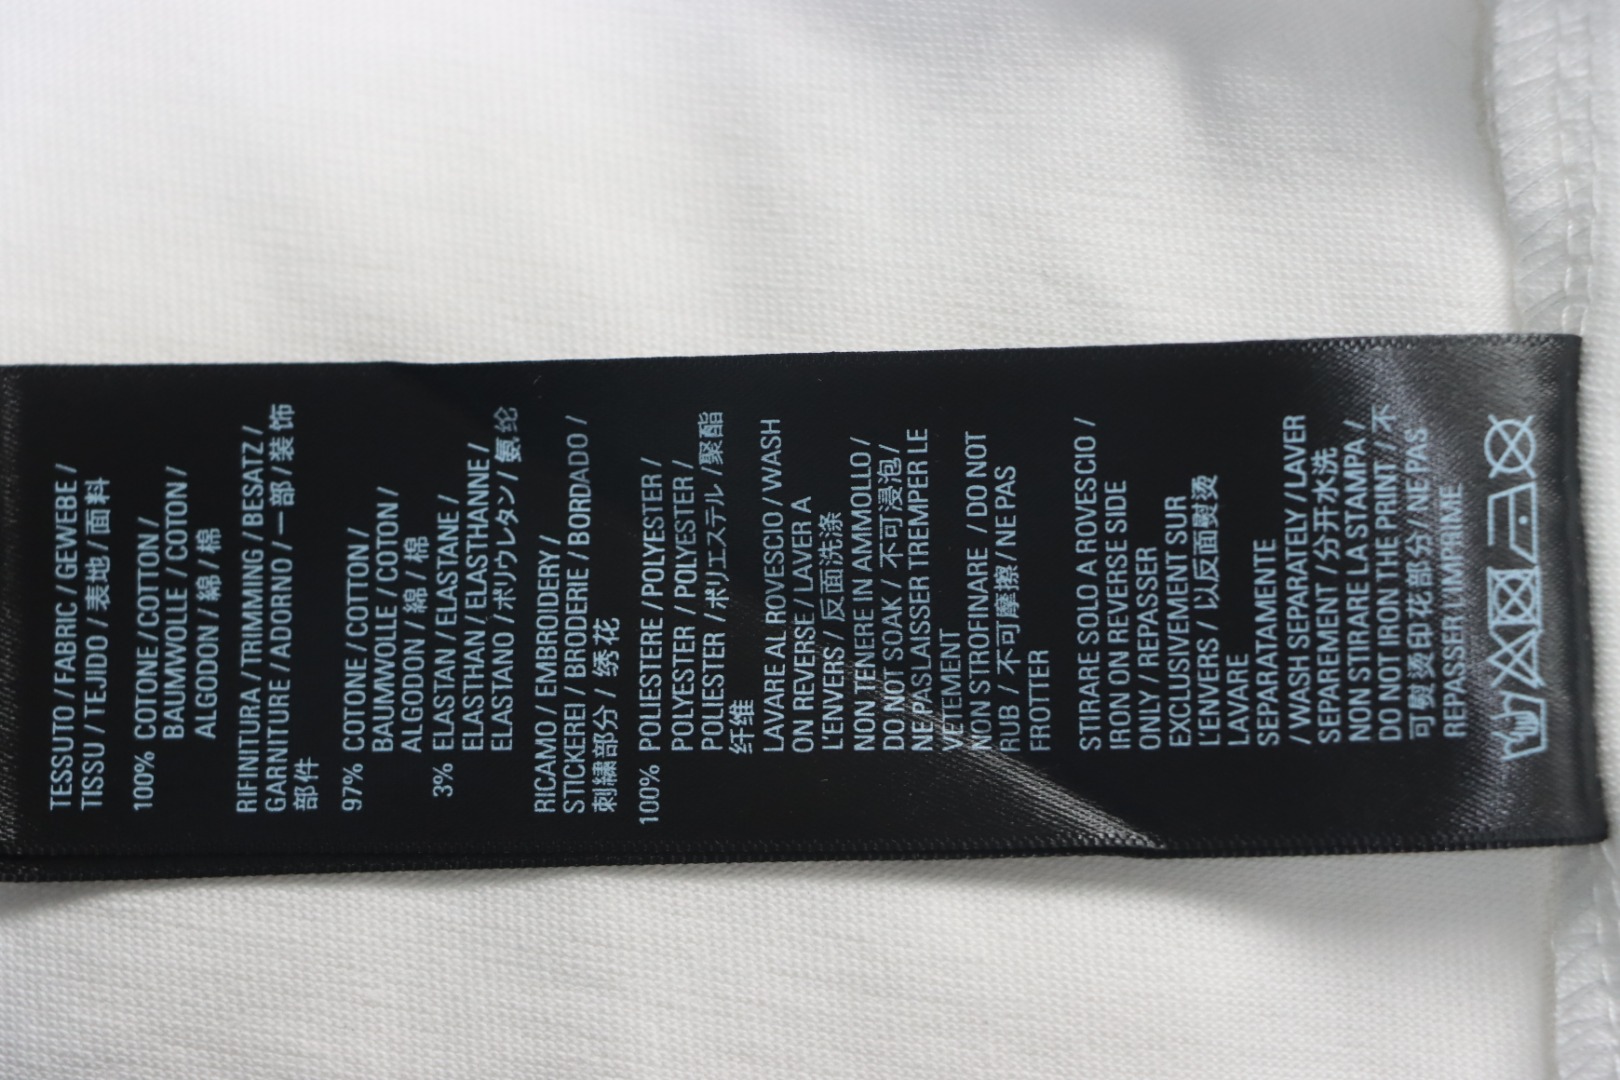 TESSUTO / FABRIC / GEWEBE /
TISSU / TEJIDO / 表地 / 面料
100% COTONE / COTTON /
BAUMWOLLE / COTON /
ALGODON / 綿 / 棉
RIFINITURA / TRIMMING / BESATZ /
GARNITURE / ADORNO / 一部 / 装饰
部件
97% COTONE / COTTON /
BAUMWOLLE / COTON /
ALGODON / 綿 / 棉
3% ELASTAN / ELASTANE /
ELASTHAN / ELASTHANNE /
ELASTANO / ポリウレタン / 氨纶
RICAMO / EMBROIDERY /
STICKEREI / BRODERIE / BORDADO /
刺繍部分 / 绣花
100% POLIESTERE / POLYESTER /
POLYESTER / POLYESTER /
POLIESTER / ポリエステル / 聚酯
纤维
LAVARE AL ROVESCIO / WASH
ON REVERSE / LAVER A
L'ENVERS / 反面洗涤
NON TENERE IN AMMOLLO /
DO NOT SOAK / 不可浸泡/
NE PAS LAISSER TREMPER LE
VETEMENT
NON STROFINARE / DO NOT
RUB / 不可摩擦 / NE PAS
FROTTER
STIRARE SOLO A ROVESCIO /
IRON ON REVERSE SIDE
ONLY / REPASSER
EXCLUSIVEMENT SUR
L'ENVERS / 以反面熨烫
LAVARE
SEPARATAMENTE
/ WASH SEPARATELY / LAVER
SEPAREMENT / 分开水洗
NON STIRARE LA STAMPA /
DO NOT IRON THE PRINT / 不
可熨烫印花部分 / NE PAS
REPASSER L'IMPRIME